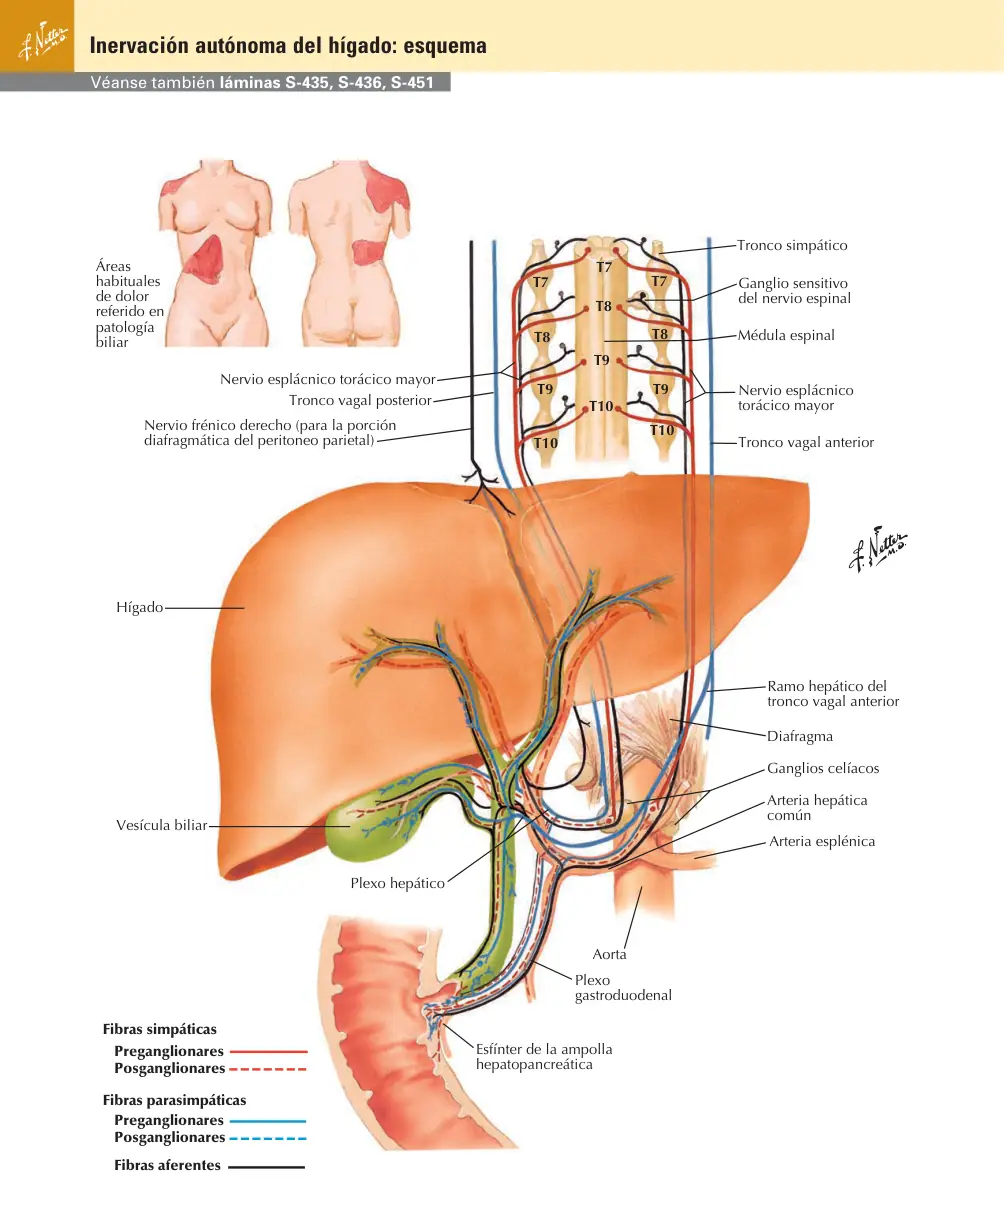 F. Netter M.D.
Inervación autónoma del hígado: esquema
Véanse también láminas S-435, S-436, S-451
Áreas
habituales
de dolor
referido en
patología
biliar
Tronco simpático
Ganglio sensitivo
del nervio espinal
Médula espinal
Nervio esplácnico
torácico mayor
Tronco vagal anterior
T7
T7
T7
T8
T8
T8
T9
T9
T9
T10
T10
T10
Nervio esplácnico torácico mayor
Tronco vagal posterior
Nervio frénico derecho (para la porción
diafragmática del peritoneo parietal)
F. Netter M.D.
Hígado
Ramo hepático del
tronco vagal anterior
Diafragma
Ganglios celíacos
Arteria hepática
común
Arteria esplénica
Vesícula biliar
Plexo hepático
Aorta
Plexo
gastroduodenal
Esfínter de la ampolla
hepatopancreática
Fibras simpáticas
Preganglionares
Posganglionares
Fibras parasimpáticas
Preganglionares
Posganglionares
Fibras aferentes